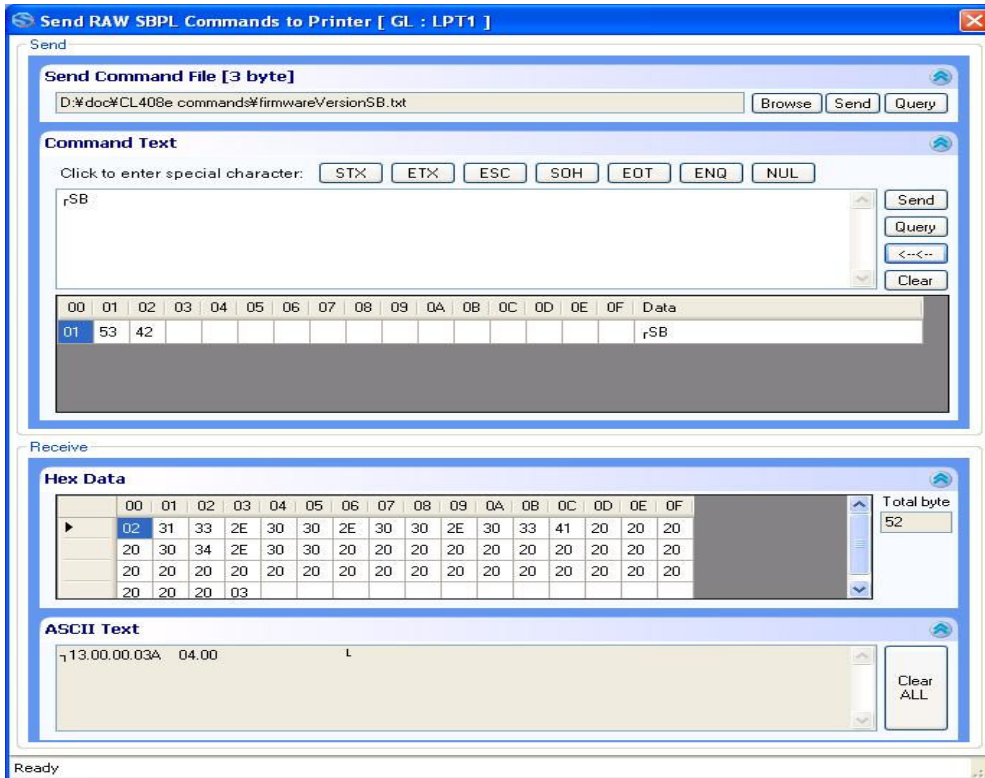 Send RAW SBPL Commands to Printer [ GL : LPT1 ]
Send
Send Command File [3 byte]
D:¥doc¥CL408e commands¥firmwareVersionSB.txt Browse Send Query
Command Text
Click to enter special character: STX ETX ESC SOH EOT ENQ NUL
┌SB Send
Query
<--<--
Clear
00 01 02 03 04 05 06 07 08 09 0A 0B 0C 0D 0E 0F Data
01 53 42 ┌SB
Receive
Hex Data
00 01 02 03 04 05 06 07 08 09 0A 0B 0C 0D 0E 0F Total byte
02 31 33 2E 30 30 2E 30 30 2E 30 33 41 20 20 20 52
20 30 34 2E 30 30 20 20 20 20 20 20 20 20 20 20
20 20 20 20 20 20 20 20 20 20 20 20 20 20 20 20
20 20 20 03
ASCII Text
┐13.00.00.03A 04.00 └
Clear ALL
Ready